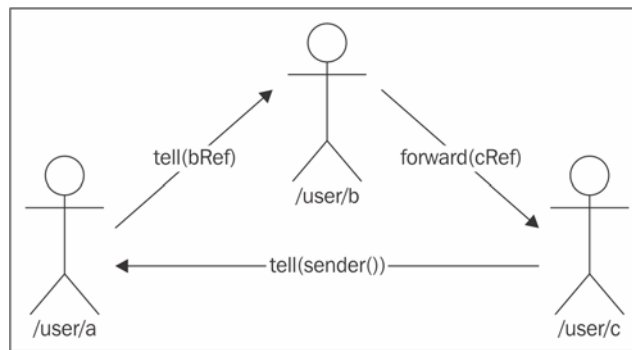 tell(bRef)
forward(cRef)
/user/b
tell(sender())
/user/a
/user/c